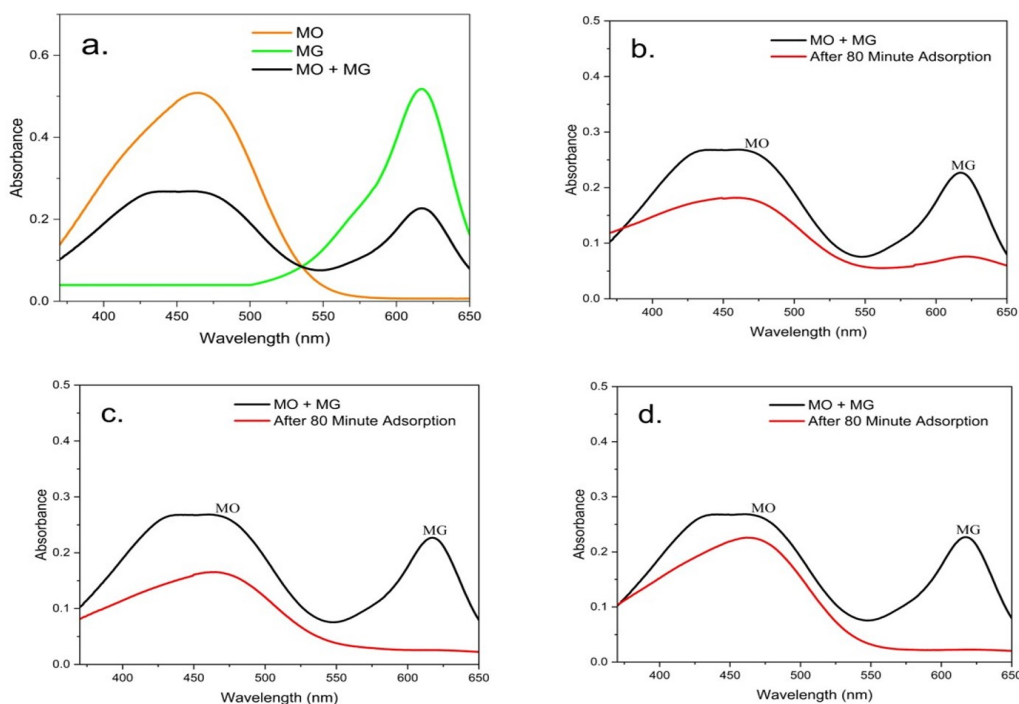 a.
MO
MG
MO + MG
0.6
0.4
0.2
0.0
Absorbance
400 450 500 550 600 650
Wavelength (nm)
b.
MO + MG
After 80 Minute Adsorption
MO
MG
0.5
0.4
0.3
0.2
0.1
0.0
Absorbance
400 450 500 550 600 650
Wavelength (nm)
c.
MO + MG
After 80 Minute Adsorption
MO
MG
0.5
0.4
0.3
0.2
0.1
0.0
Absorbance
400 450 500 550 600 650
Wavelength (nm)
d.
MO + MG
After 80 Minute Adsorption
MO
MG
0.5
0.4
0.3
0.2
0.1
0.0
Absorbance
400 450 500 550 600 650
Wavelength (nm)